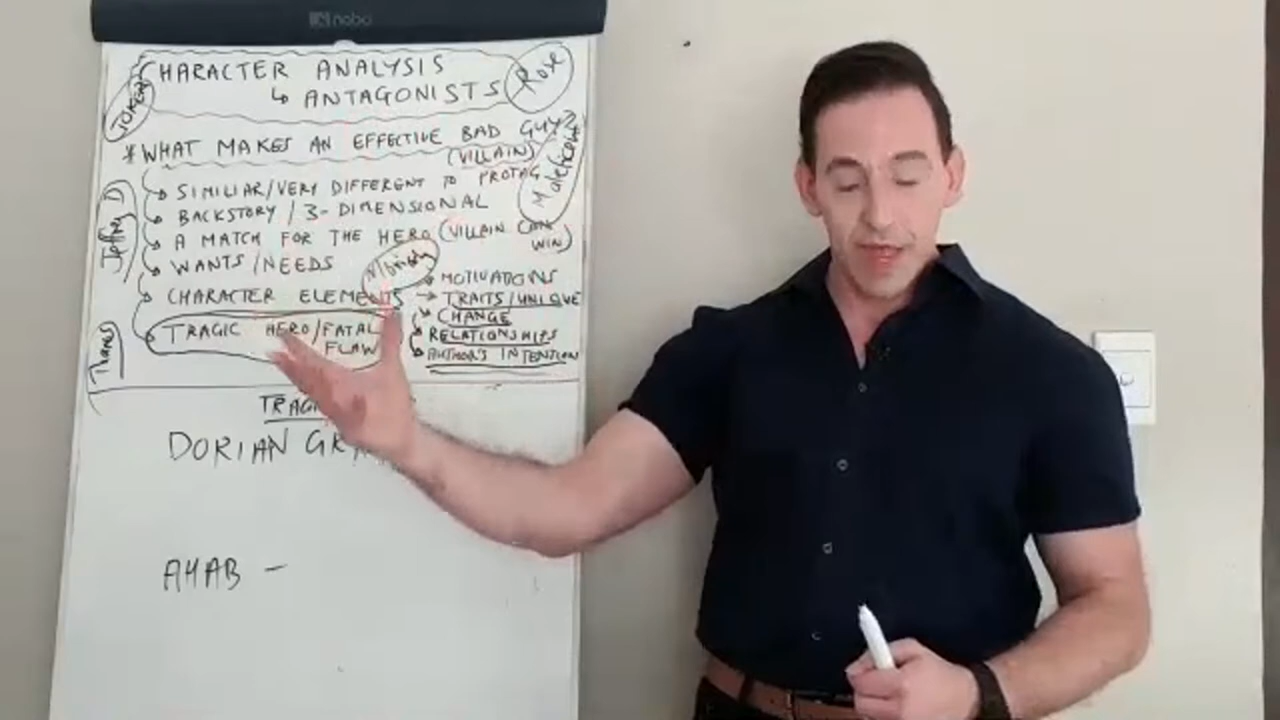 nobo
CHARACTER ANALYSIS
↳ ANTAGONISTS
Rose
JOKER
* WHAT MAKES AN EFFECTIVE BAD GUY?
(VILLAIN)
Maleficent
SIMILIAR/VERY DIFFERENT TO PROTAG
BACKSTORY / 3-DIMENSIONAL
A MATCH FOR THE HERO (VILLAIN CAN
WIN)
WANTS/NEEDS
CHARACTER ELEMENTS
MOTIVATIONS
→ TRAITS/UNIQUE
CHANGE
RELATIONSHIPS
AUTHOR'S INTENTION
TRAGIC HERO/FATAL
FLAW
Thanos
DORIAN
AHAB -